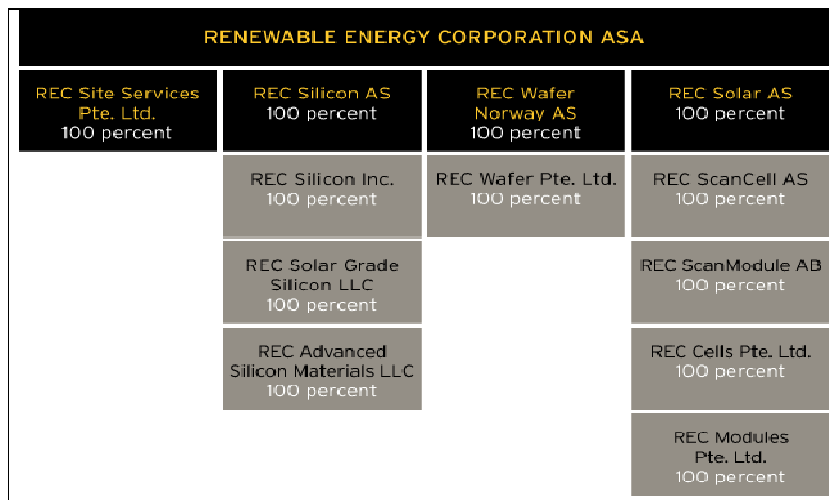 RENEWABLE ENERGY CORPORATION ASA
REC Site Services
Pte. Ltd.
100 percent
REC Silicon AS
100 percent
REC Wafer
Norway AS
100 percent
REC Solar AS
100 percent
REC Silicon Inc.
100 percent
REC Wafer Pte. Ltd.
100 percent
REC ScanCell AS
100 percent
REC Solar Grade
Silicon LLC
100 percent
REC ScanModule AB
100 percent
REC Advanced
Silicon Materials LLC
100 percent
REC Cells Pte. Ltd.
100 percent
REC Modules
Pte. Ltd.
100 percent